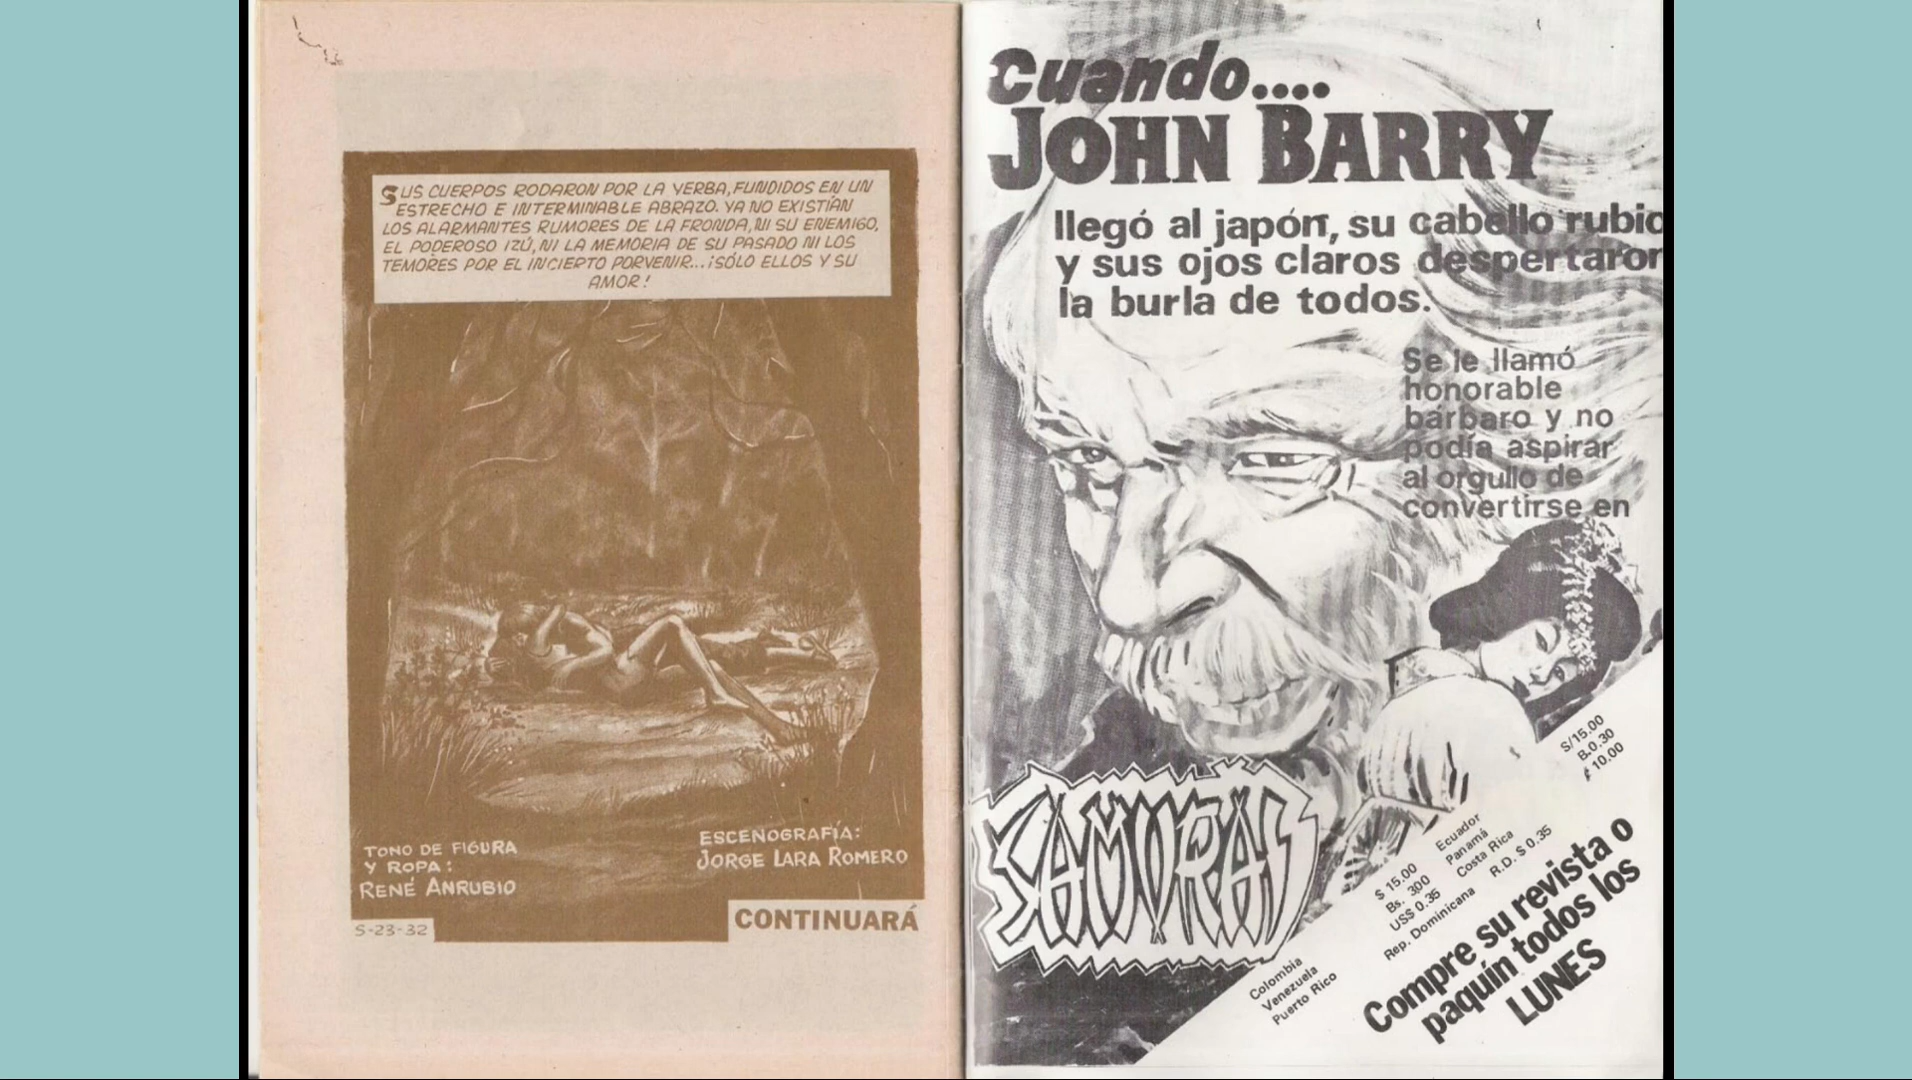 SUS CUERPOS RODARON POR LA YERBA, FUNDIDOS EN UN
ESTRECHO E INTERMINABLE ABRAZO. YA NO EXISTÍAN
LOS ALARMANTES RUMORES DE LA FRONDA, NI SU ENEMIGO,
EL PODEROSO IZÚ, NI LA MEMORIA DE SU PASADO NI LOS
TEMORES POR EL INCIERTO PORVENIR... ¡SÓLO ELLOS Y SU
AMOR!
TONO DE FIGURA
Y ROPA:
RENÉ ANRUBIO
ESCENOGRAFÍA:
JORGE LARA ROMERO
S-23-32
CONTINUARÁ
Cuando....
JOHN BARRY
llegó al japón, su cabello rubio
y sus ojos claros despertaron
la burla de todos.
Se le llamó
honorable
bárbaro y no
podía aspirar
al orgullo de
convertirse en
SAMURAI
S/15.00
B.0.30
¢ 10.00
Ecuador
Panamá
Costa Rica
$ 15.00
Bs. 3.00
US$ 0.35
Rep. Dominicana R.D. $ 0.35
Colombia
Venezuela
Puerto Rico
Compre su revista o
paquín todos los
LUNES